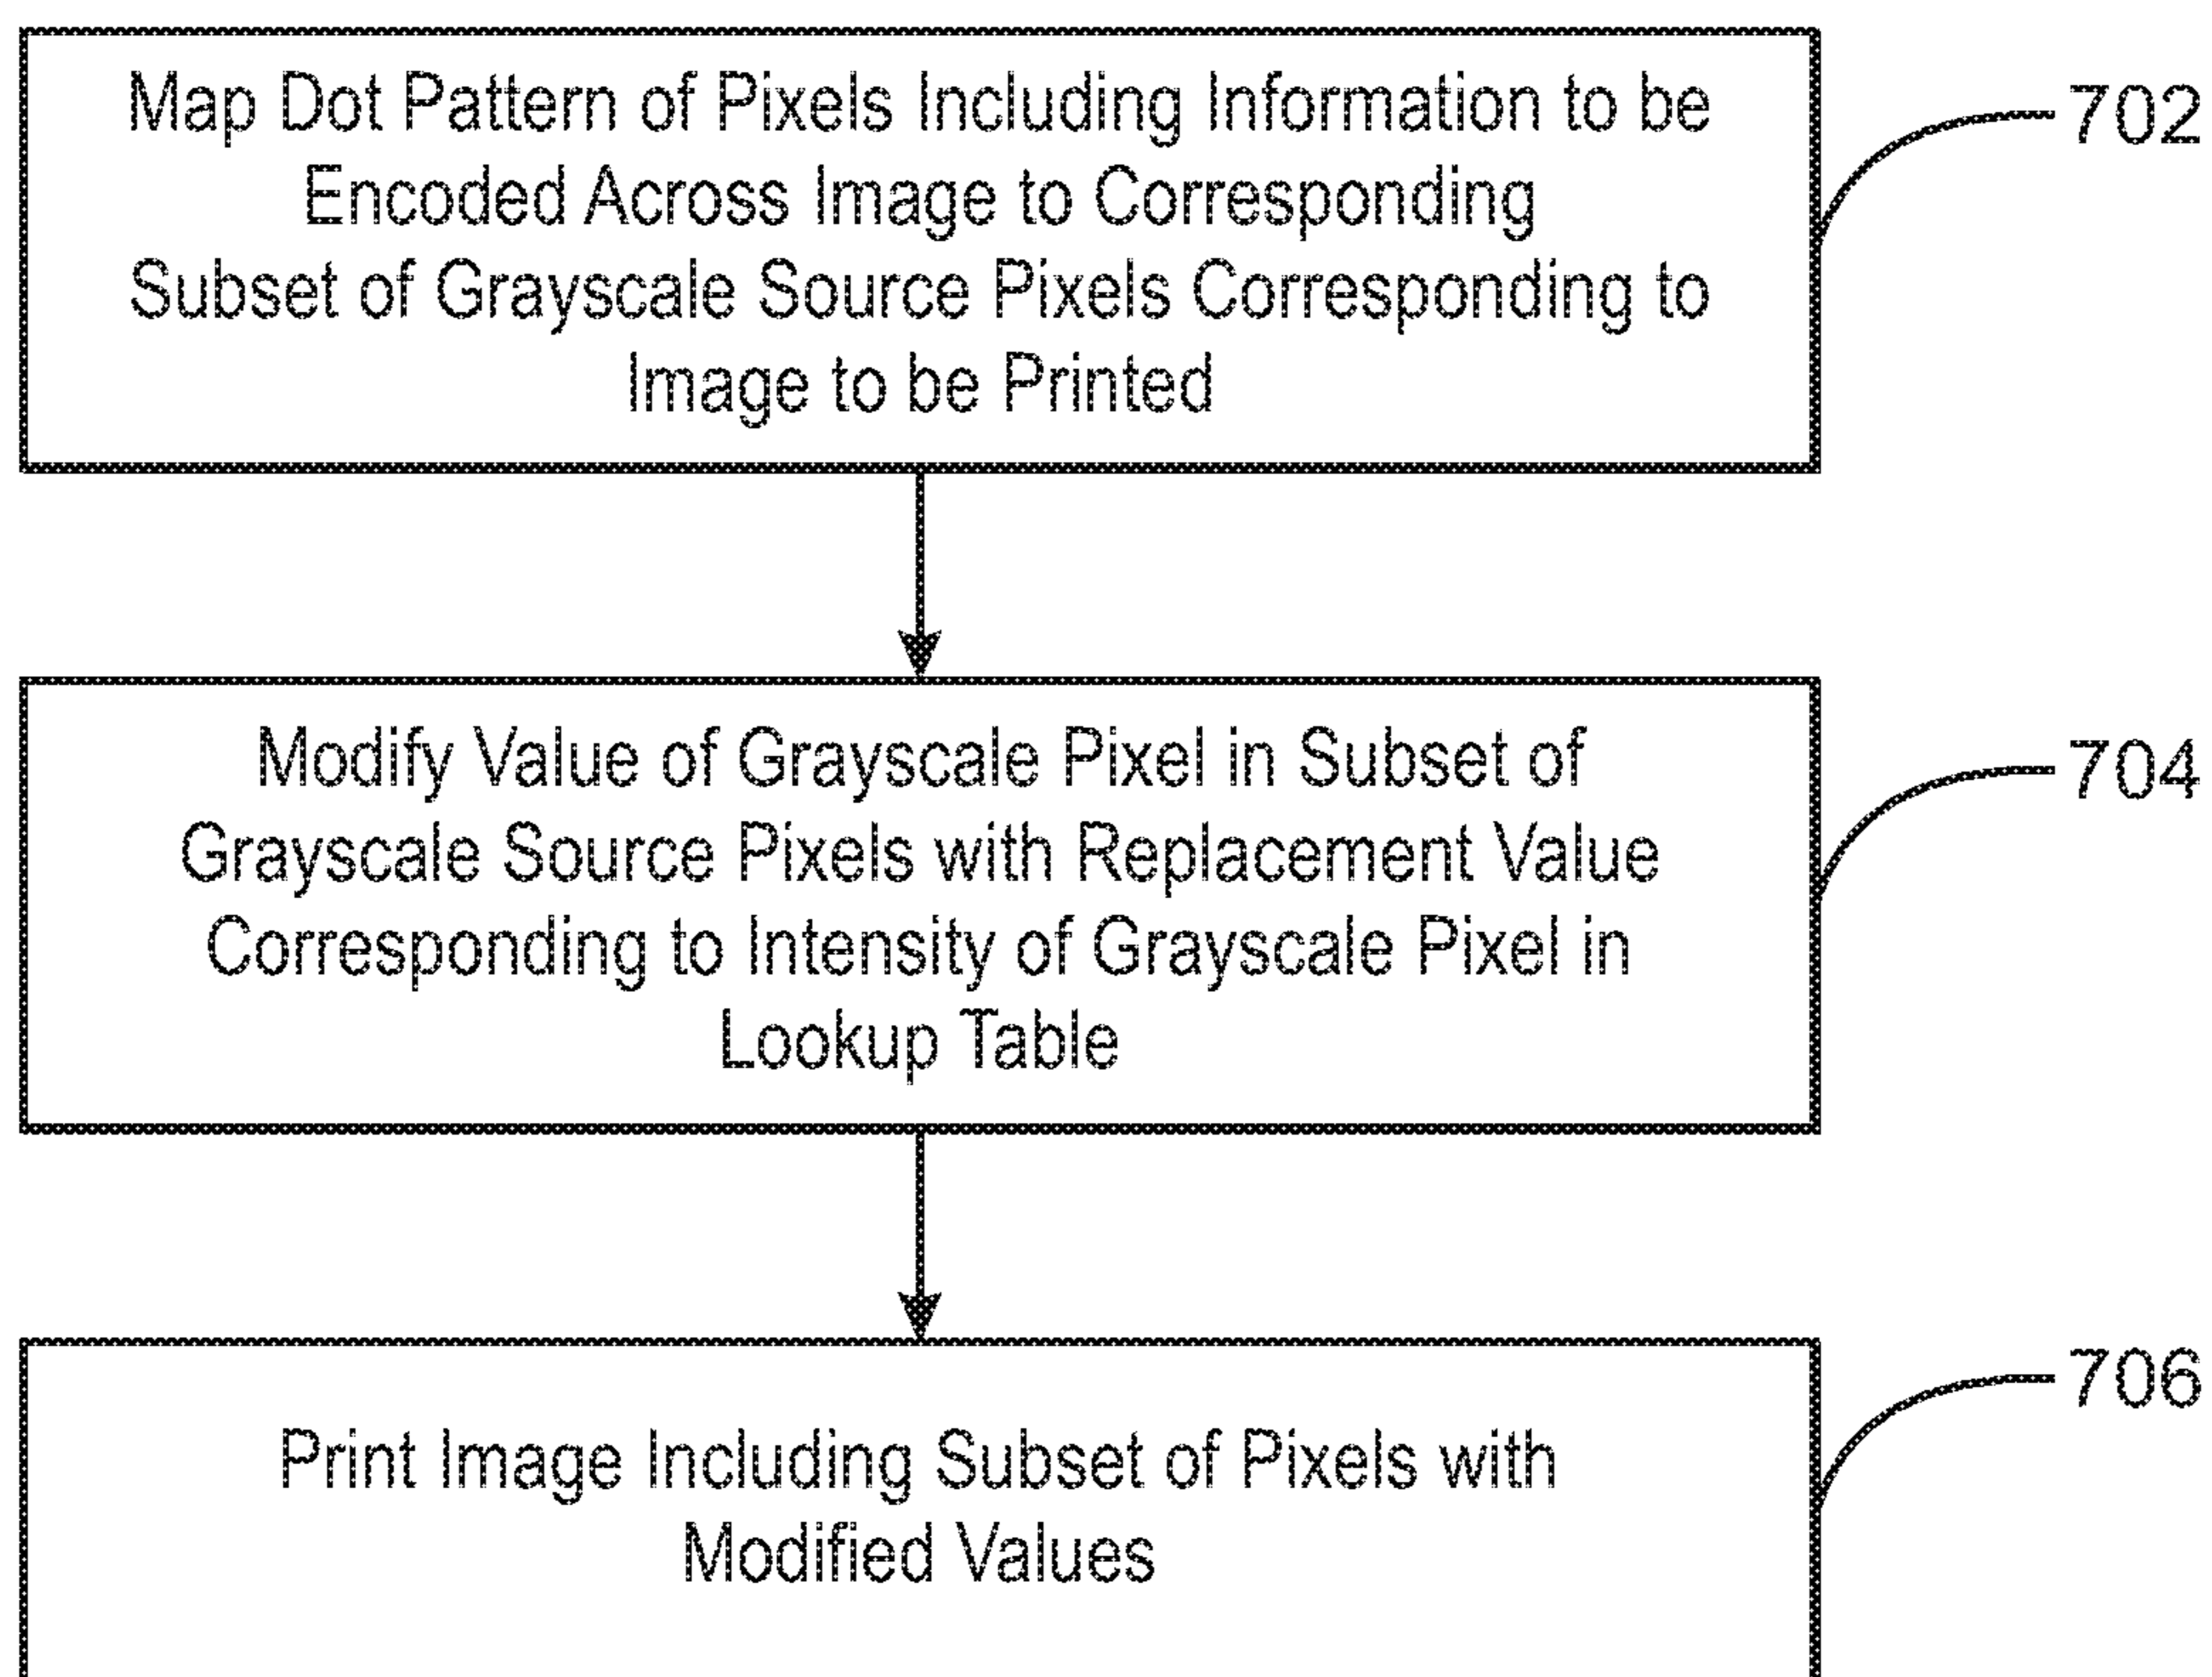 Map Dot Pattern of Pixels Including Information to be
Encoded Across Image to Corresponding
Subset of Grayscale Source Pixels Corresponding to
Image to be Printed
702
Modify Value of Grayscale Pixel in Subset of
Grayscale Source Pixels with Replacement Value
Corresponding to Intensity of Grayscale Pixel in
Lookup Table
704
Print Image Including Subset of Pixels with
Modified Values
706